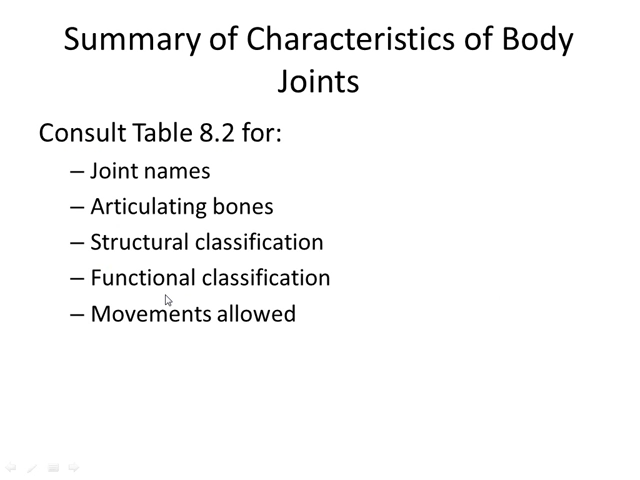 Summary of Characteristics of Body
Joints
Consult Table 8.2 for:
– Joint names
– Articulating bones
– Structural classification
– Functional classification
– Movements allowed